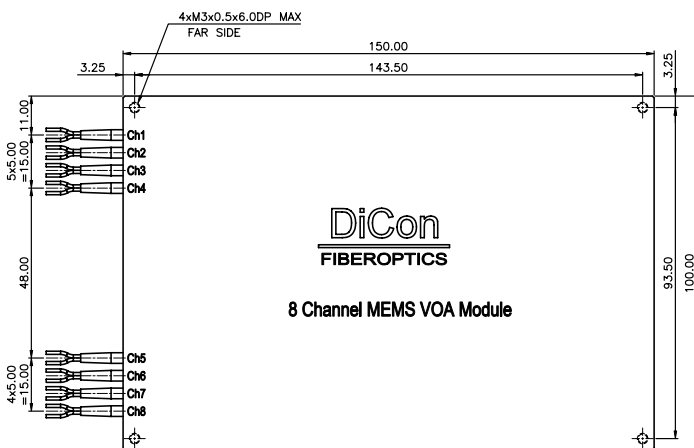 4xM3x0.5x6.0DP MAX
FAR SIDE
150.00
3.25
143.50
3.25
11.00
5x5.00
=15.00
48.00
4x5.00
=15.00
Ch1
Ch2
Ch3
Ch4
DiCon
FIBEROPTICS
8 Channel MEMS VOA Module
Ch5
Ch6
Ch7
Ch8
93.50
100.00